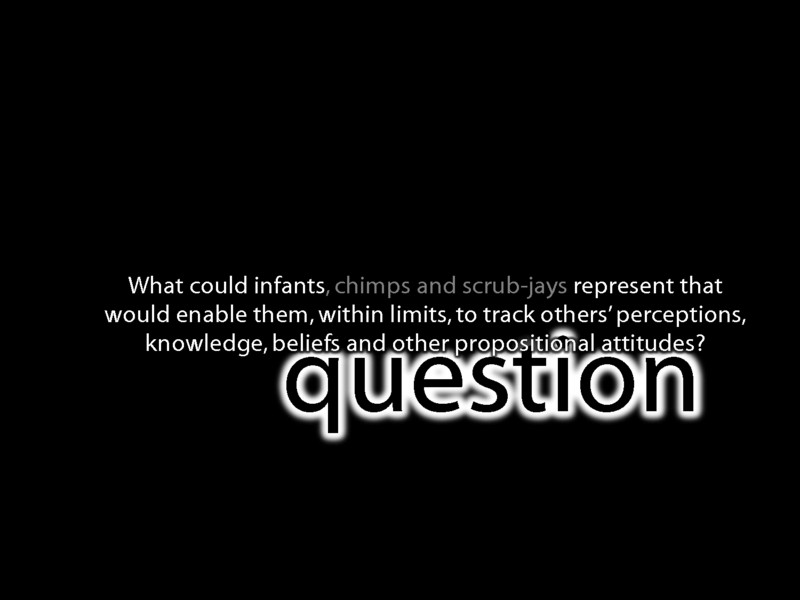 What could infants, chimps and scrub-jays represent that
would enable them, within limits, to track others’ perceptions,
knowledge, beliefs and other propositional attitudes?
question